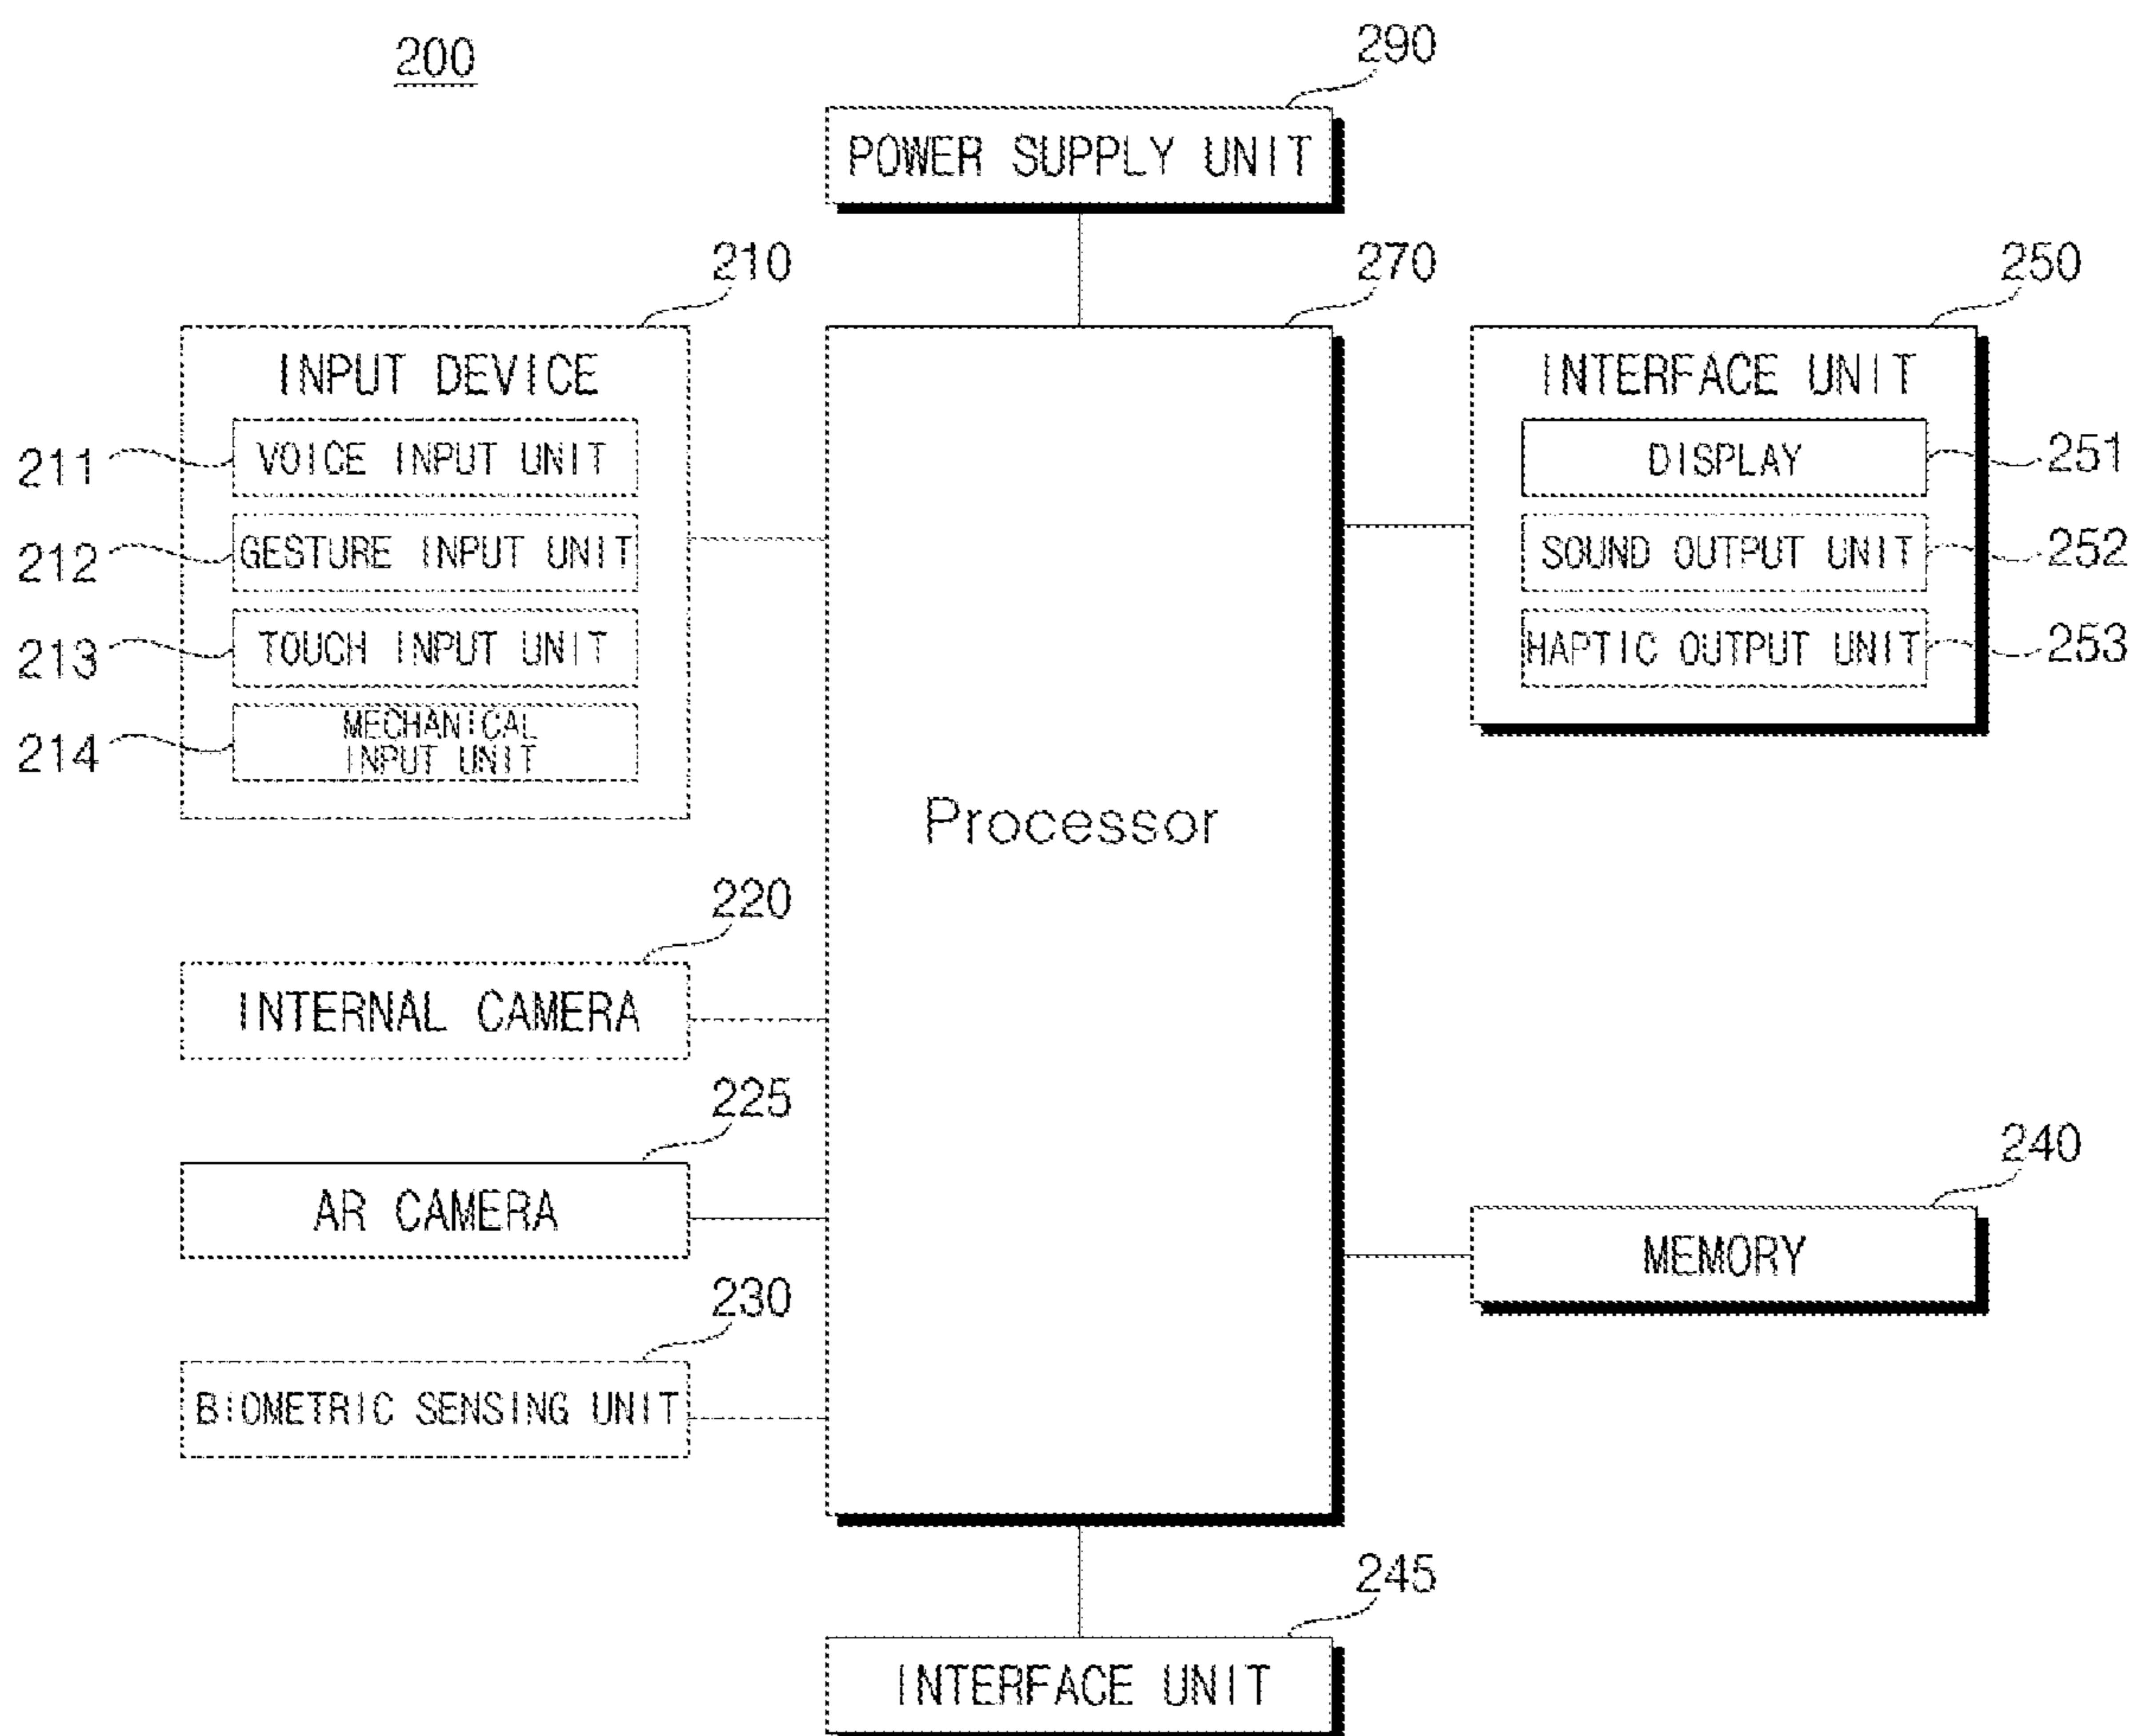 200
290
POWER SUPPLY UNIT
210
270
250
INPUT DEVICE
INTERFACE UNIT
211
VOICE INPUT UNIT
DISPLAY
251
212
GESTURE INPUT UNIT
SOUND OUTPUT UNIT
252
213
TOUCH INPUT UNIT
HAPTIC OUTPUT UNIT
253
214
MECHANICAL
INPUT UNIT
Processor
220
INTERNAL CAMERA
225
AR CAMERA
240
MEMORY
230
BIOMETRIC SENSING UNIT
245
INTERFACE UNIT